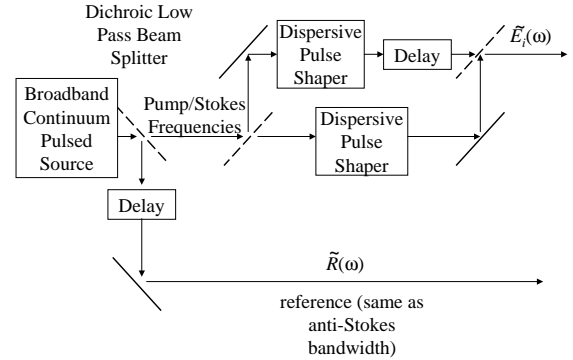 Dichroic Low
Pass Beam
Splitter
Dispersive
Pulse
Shaper
Delay
Ẽᵢ(ω)
Broadband
Continuum
Pulsed
Source
Pump/Stokes
Frequencies
Dispersive
Pulse
Shaper
Delay
R̃(ω)
reference (same as
anti-Stokes
bandwidth)